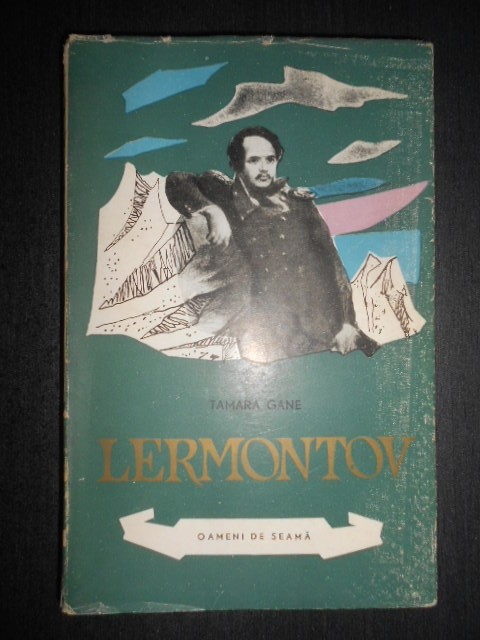 TAMARA GANE
LERMONTOV
OAMENI DE SEAMĂ